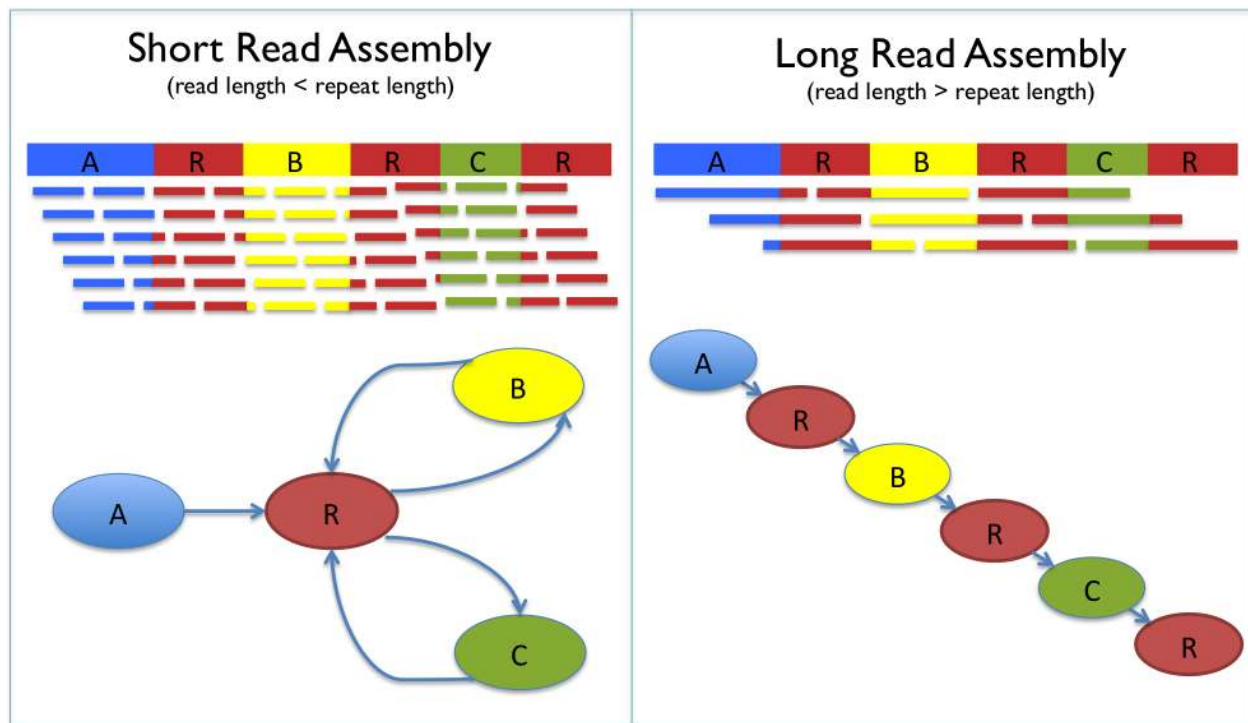 Short Read Assembly
(read length < repeat length)
A R B R C R
B
A R
C
Long Read Assembly
(read length > repeat length)
A R B R C R
A
R
B
R
C
R